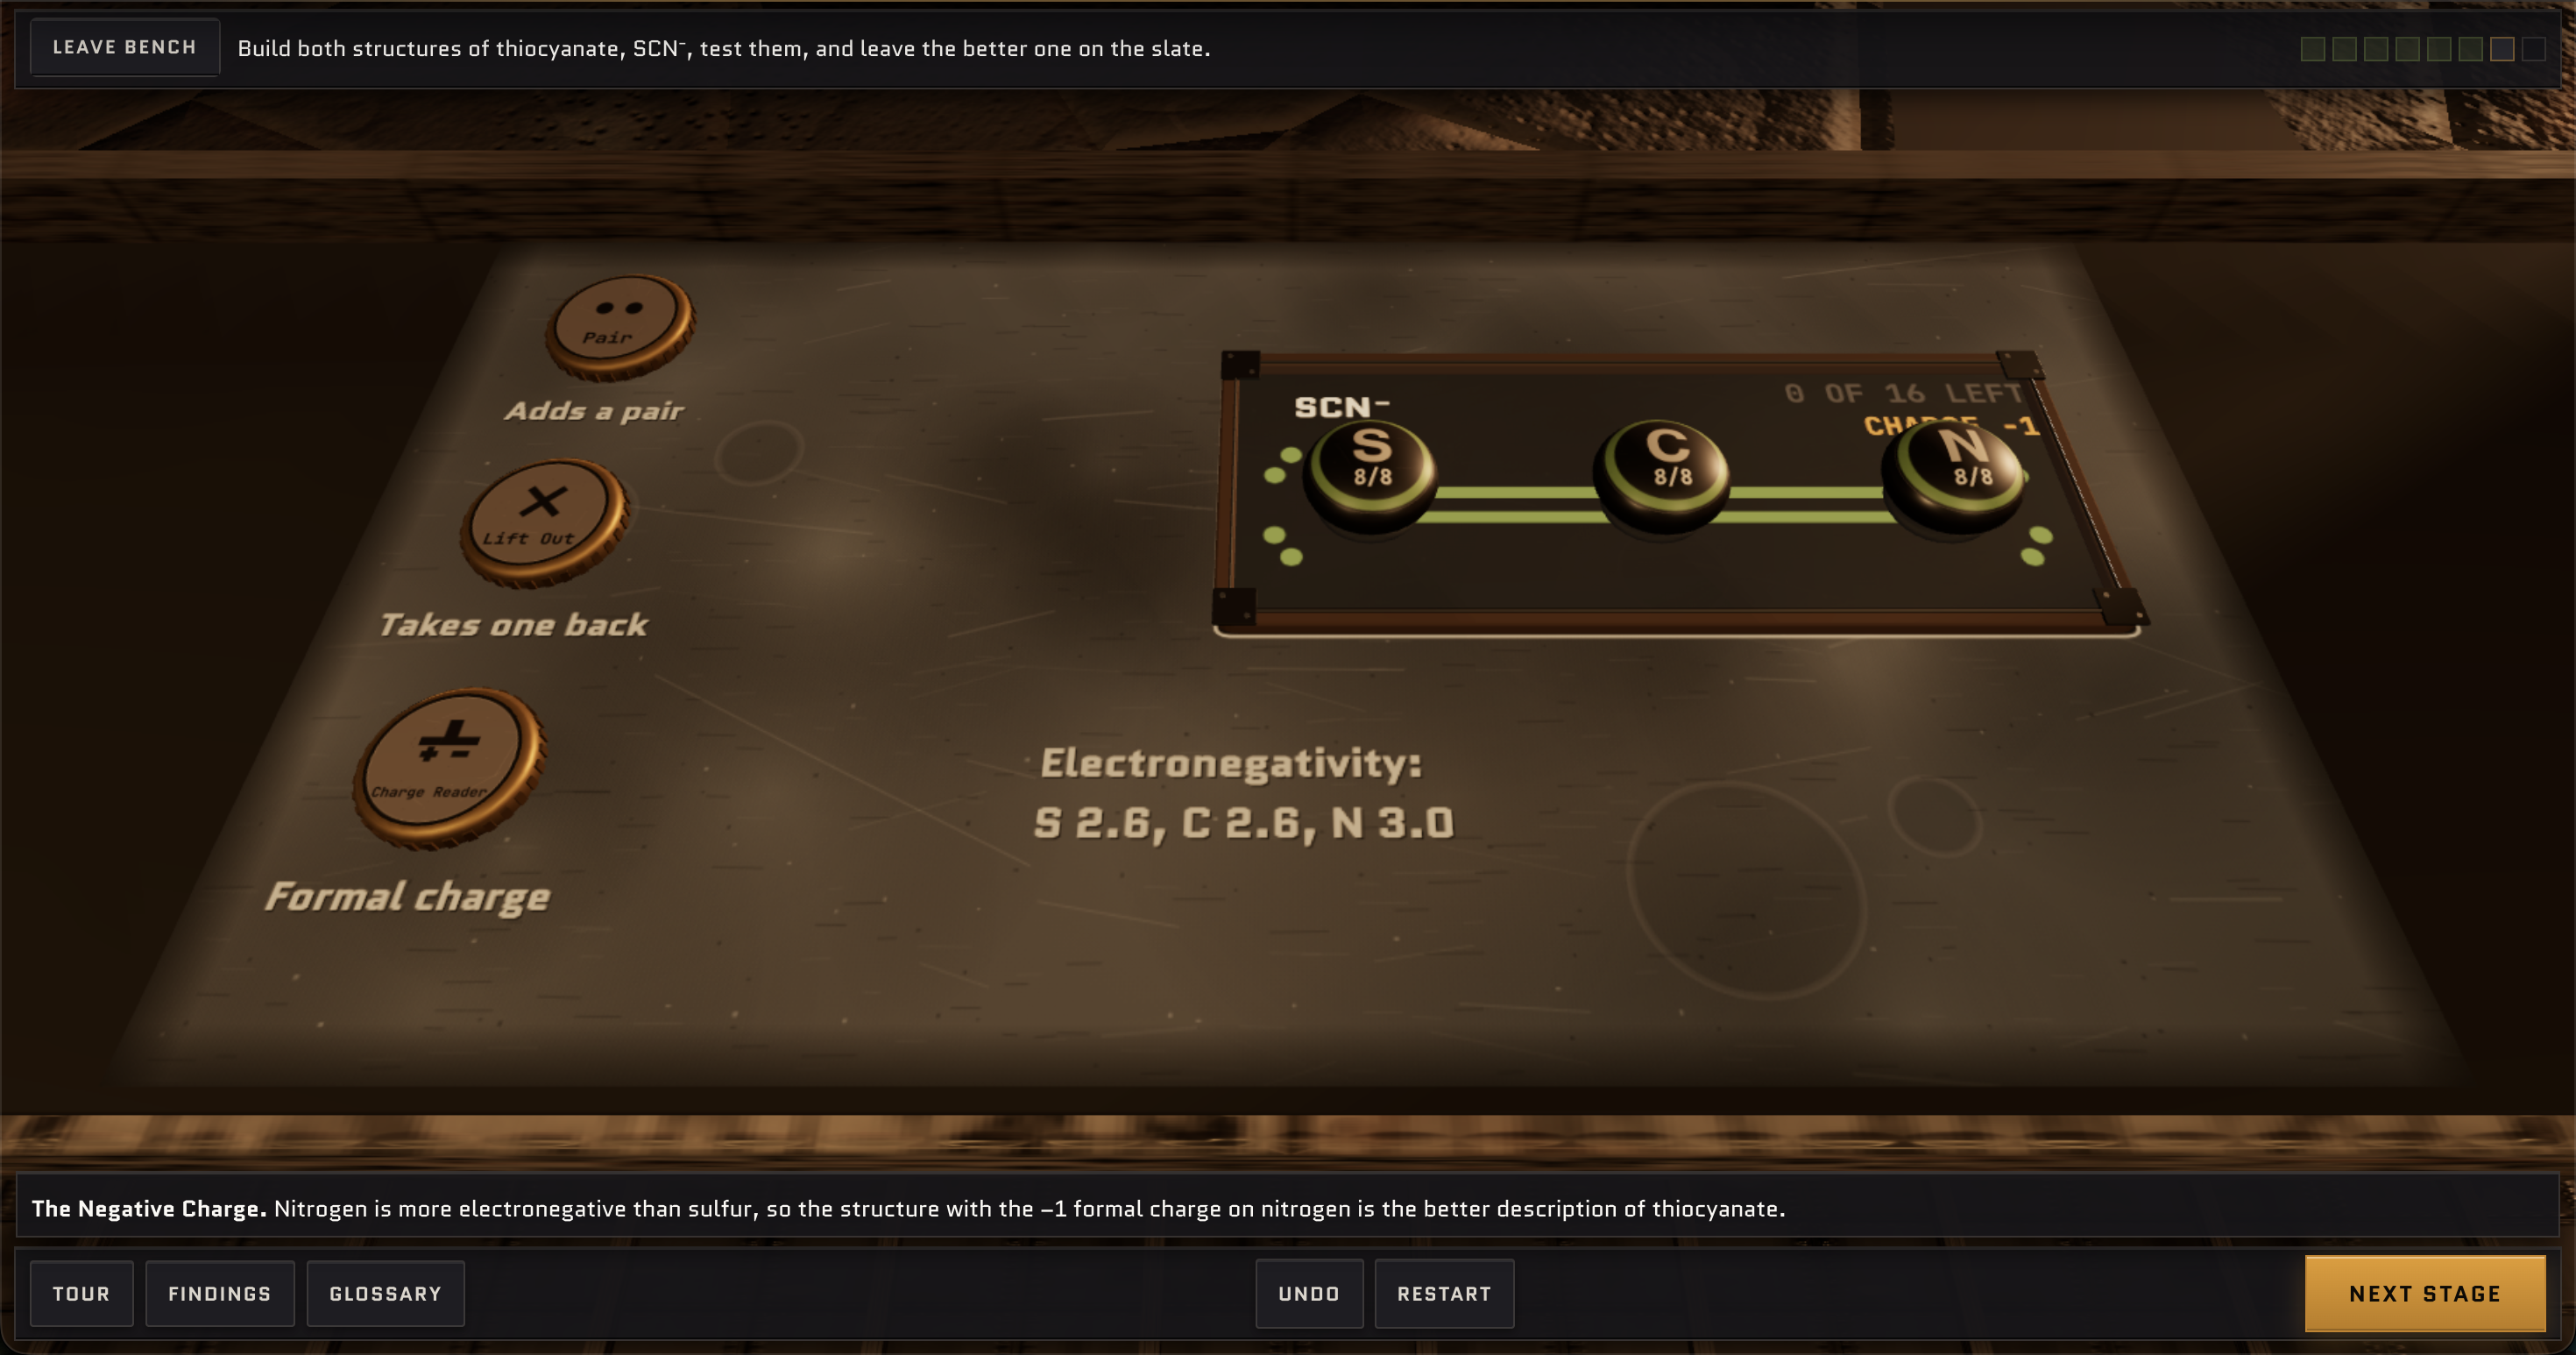 LEAVE BENCH
Build both structures of thiocyanate, SCN⁻, test them, and leave the better one on the slate.
Pair
Adds a pair
Lift Out
Takes one back
Charge Reader
Formal charge
SCN⁻
0 OF 16 LEFT
-1
S
8/8
C
8/8
N
8/8
Electronegativity:
S 2.6, C 2.6, N 3.0
The Negative Charge. Nitrogen is more electronegative than sulfur, so the structure with the −1 formal charge on nitrogen is the better description of thiocyanate.
TOUR
FINDINGS
GLOSSARY
UNDO
RESTART
NEXT STAGE